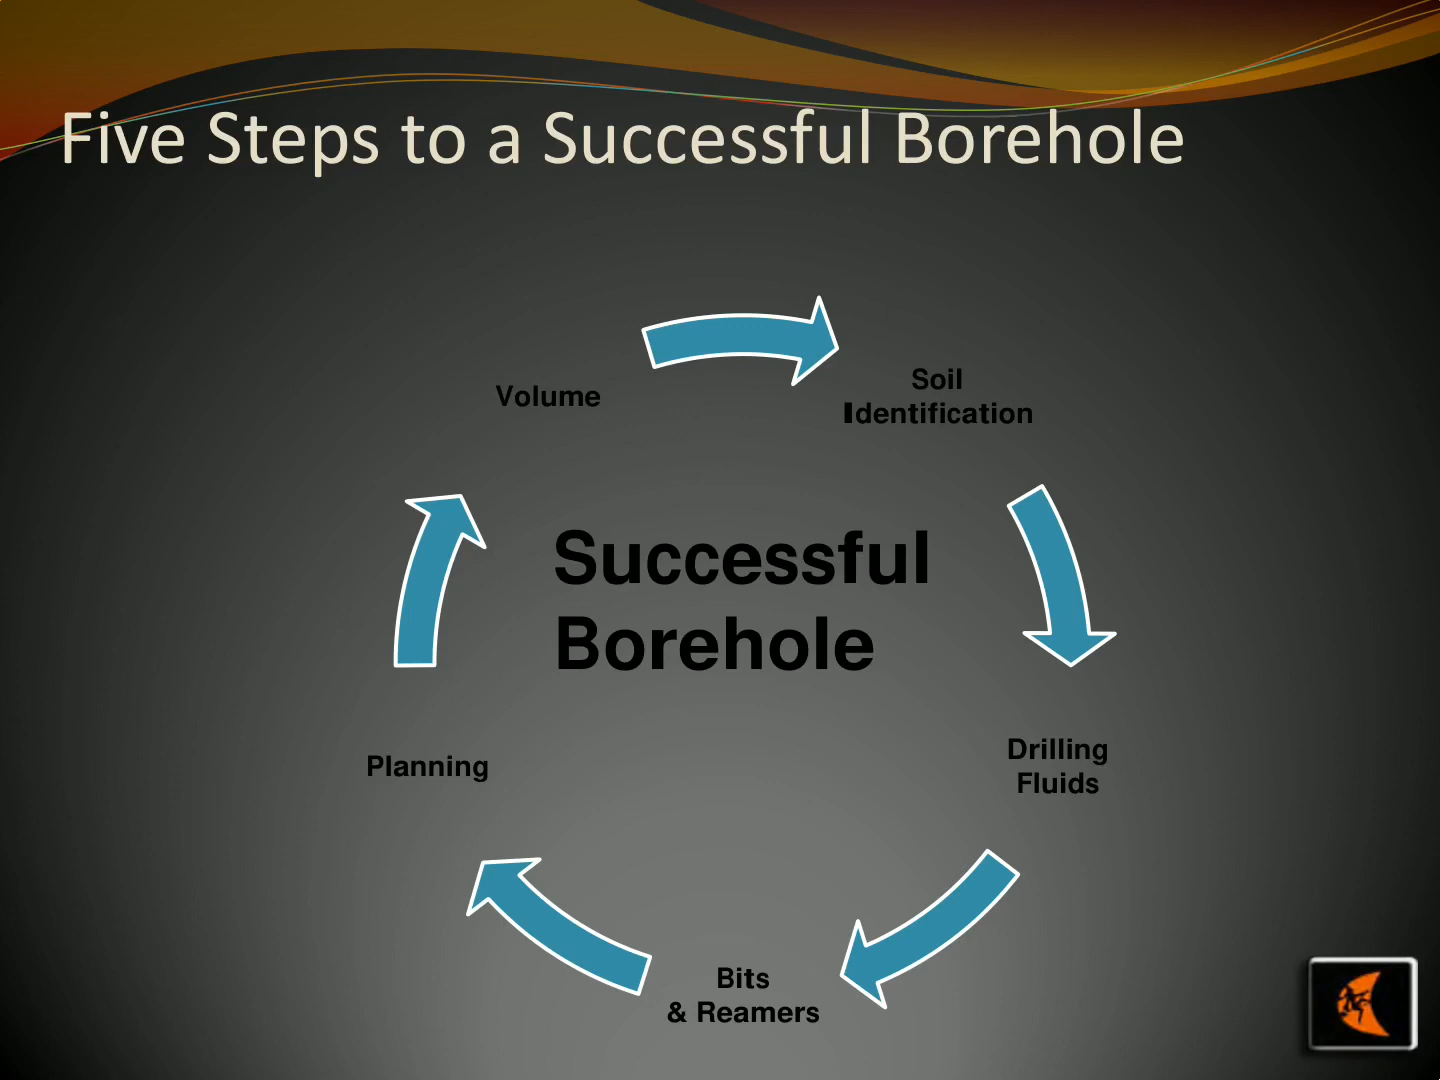 Five Steps to a Successful Borehole
Volume
Soil
Identification
Successful
Borehole
Planning
Drilling
Fluids
Bits
& Reamers